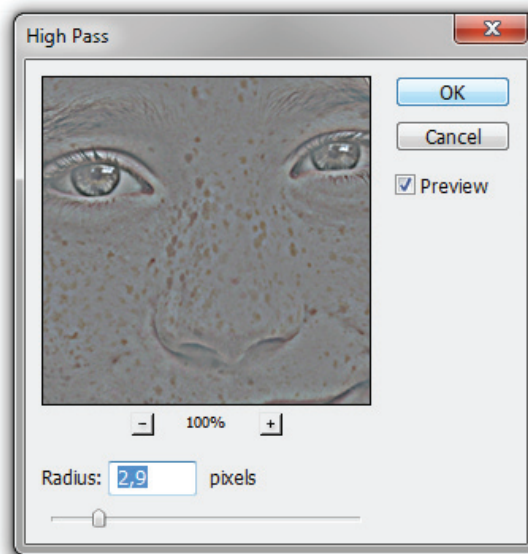 High Pass
OK
Cancel
Preview
- 100% +
Radius: 2,9 pixels